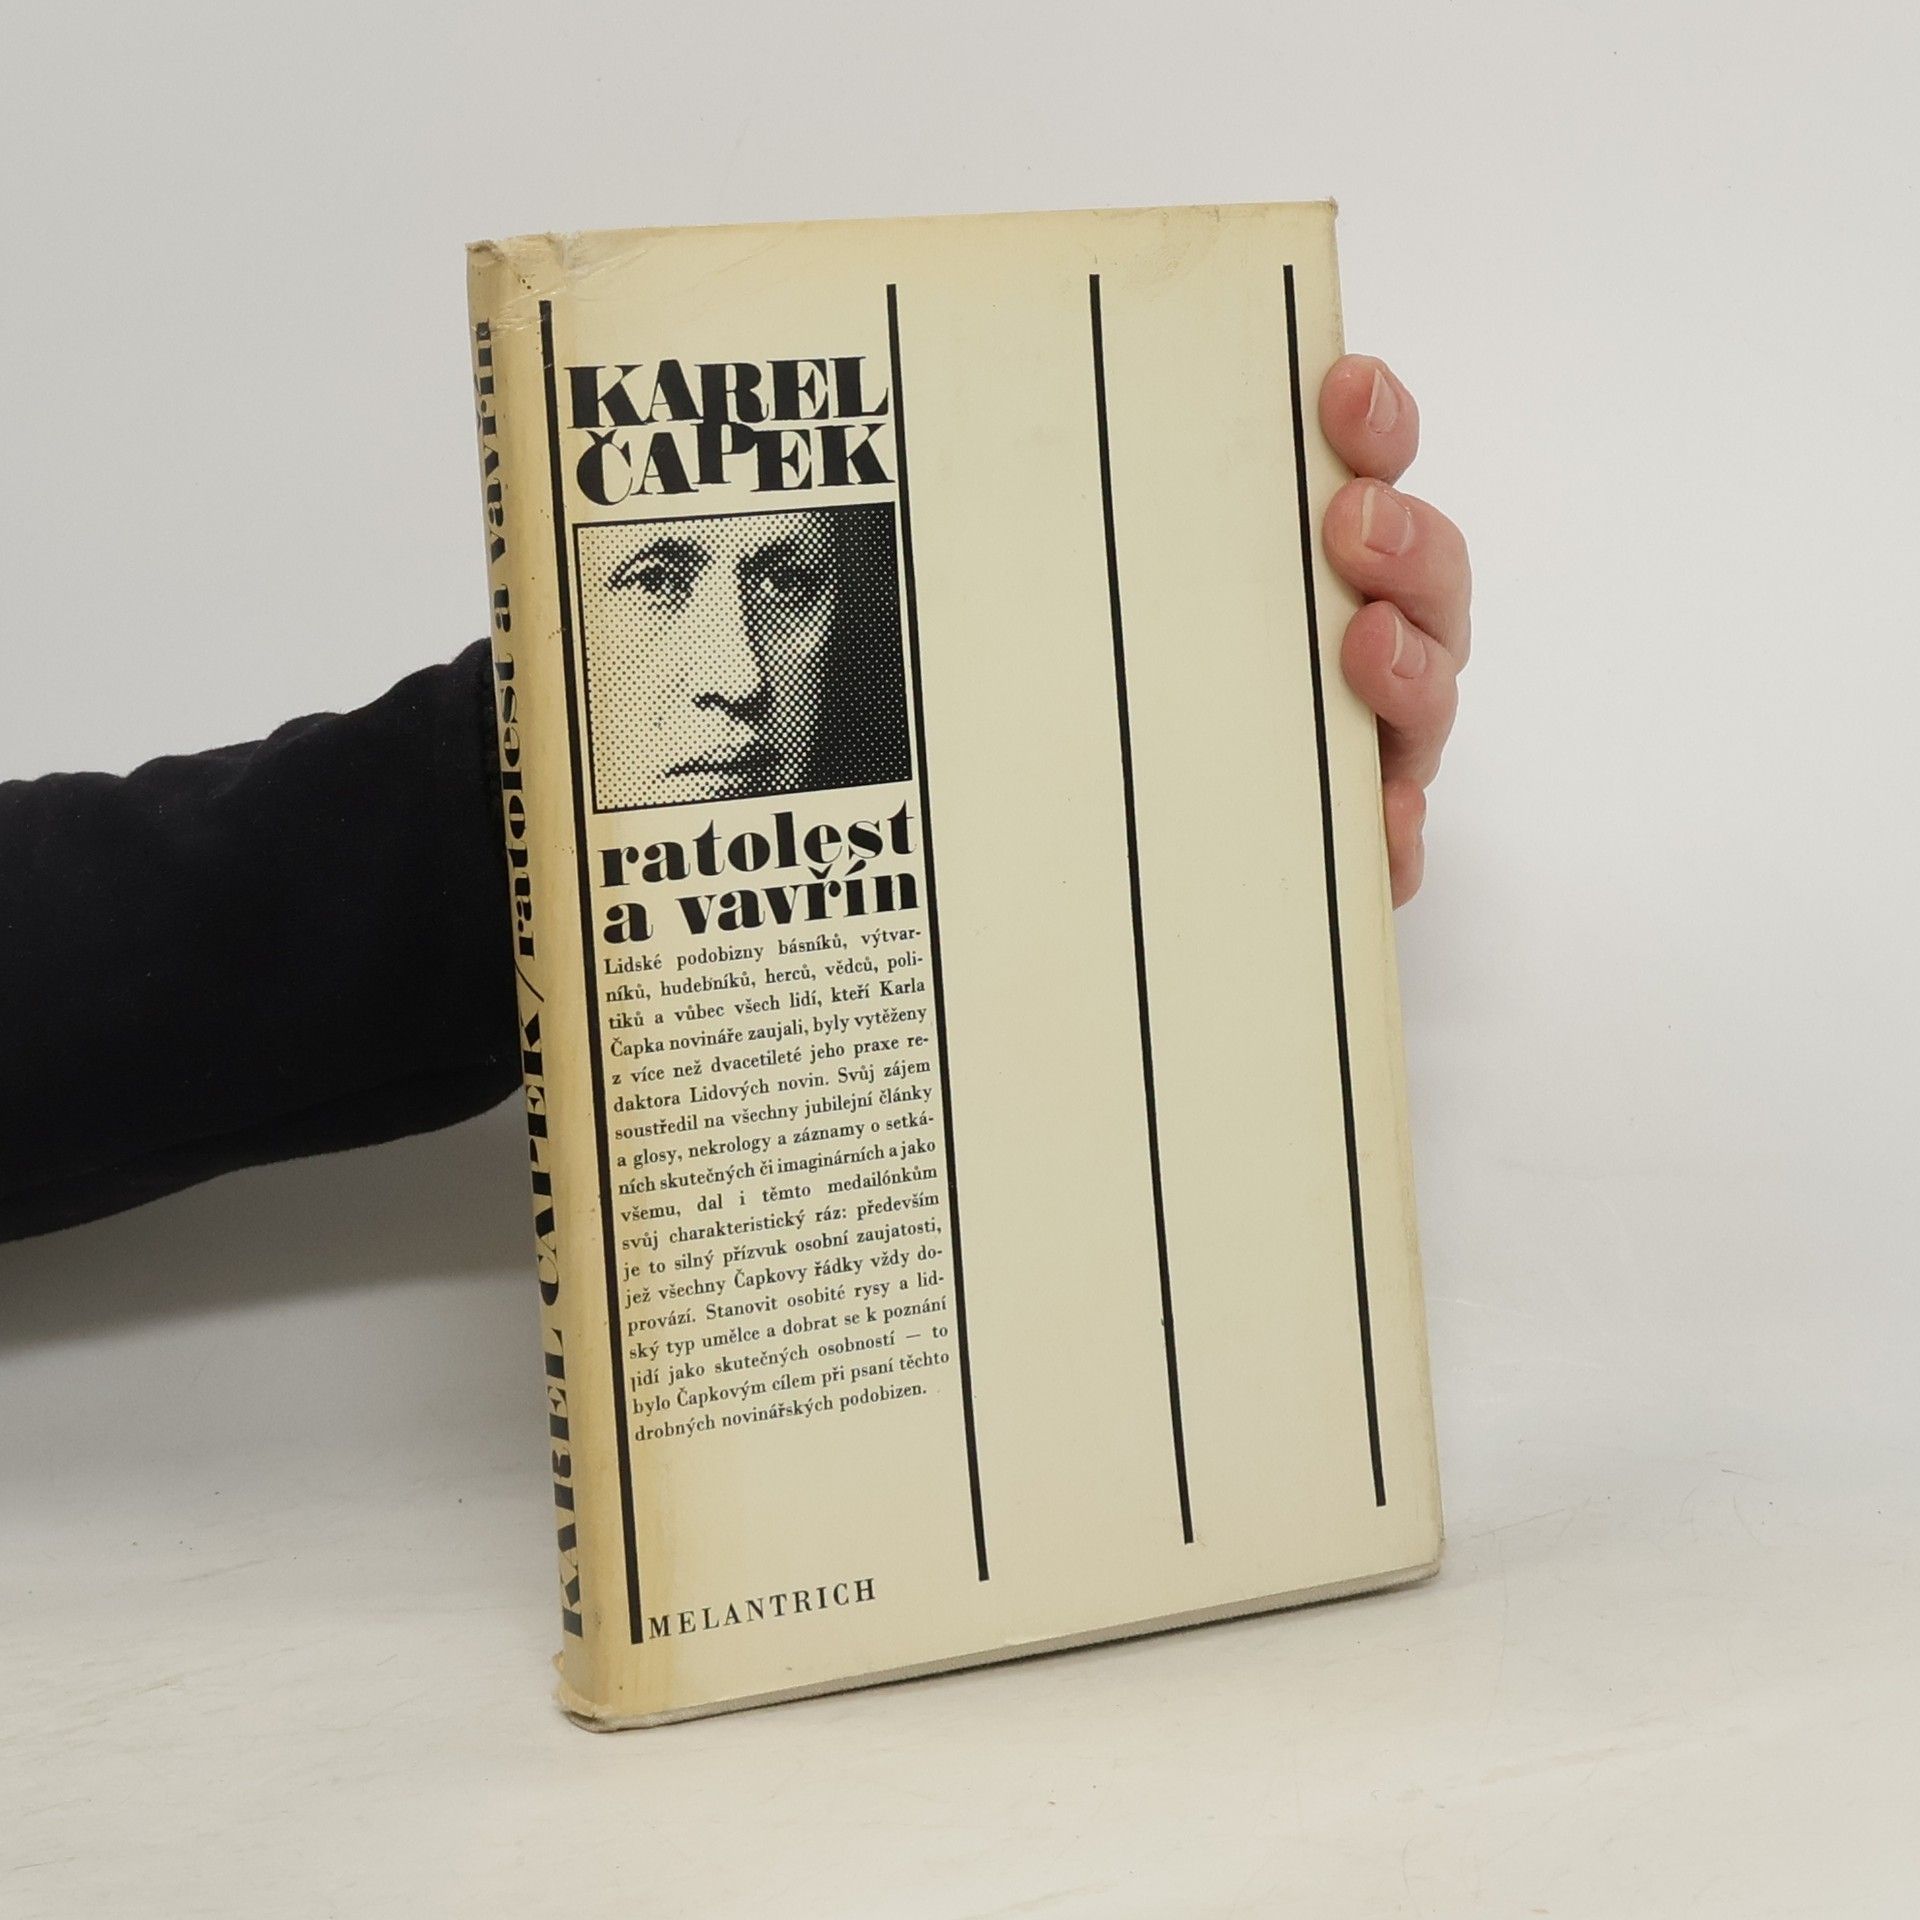 KAREL ČAPEK/ratolest a vavřín
KAREL
ČAPEK
ratolest
a vavřín
Lidské podobizny básníků, výtvar-
níků, hudebníků, herců, vědců, poli-
tiků a vůbec všech lidí, kteří Karla
Čapka novináře zaujali, byly vytěženy
z více než dvacetileté jeho praxe re-
daktora Lidových novin. Svůj zájem
soustředil na všechny jubilejní články
a glosy, nekrology a záznamy o setká-
ních skutečných či imaginárních a jako
všemu, dal i těmto medailónkům
svůj charakteristický ráz: především
je to silný přízvuk osobní zaujatosti,
jež všechny Čapkovy řádky vždy do-
provází. Stanovit osobité rysy a lid-
ský typ umělce a dobrat se k poznání
lidí jako skutečných osobností — to
bylo Čapkovým cílem při psaní těchto
drobných novinářských podobizen.
MELANTRICH